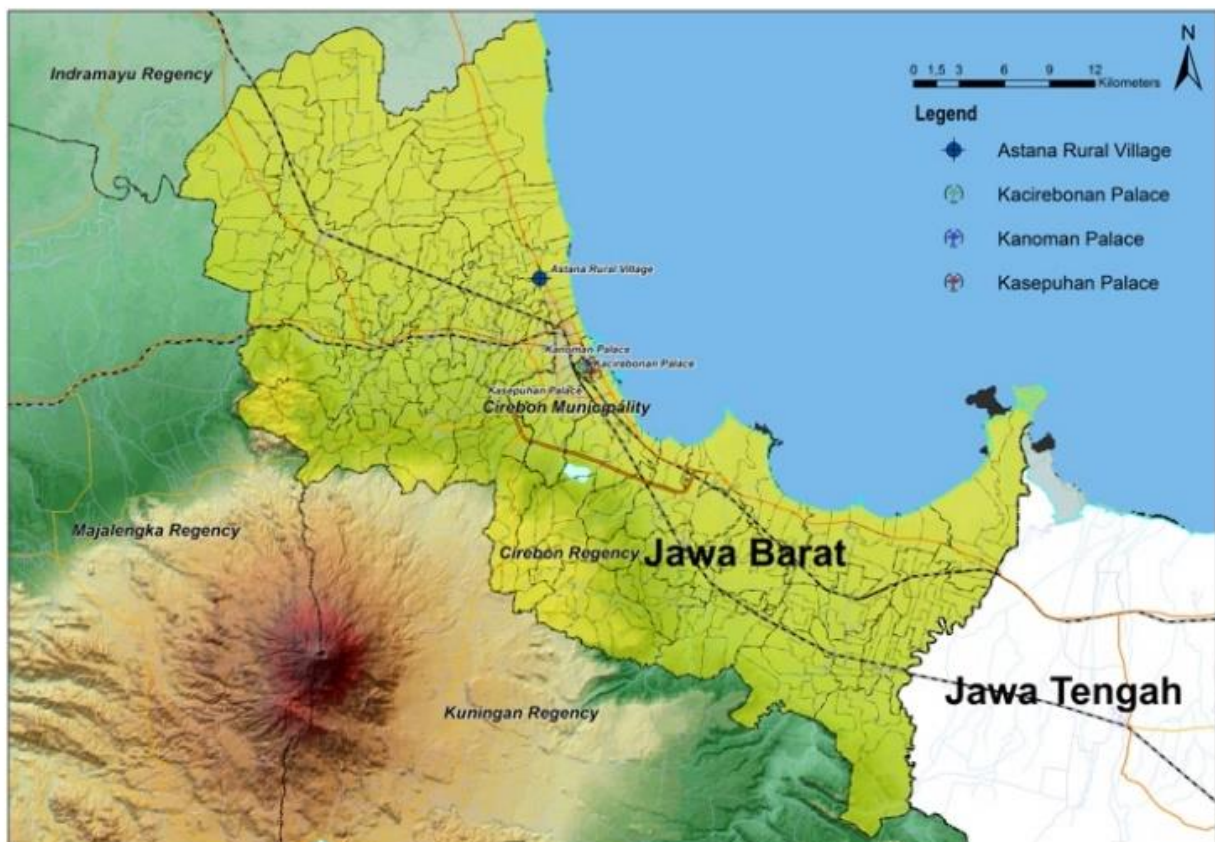 N
0 1,5 3 6 9 12
Kilometers
Legend
Astana Rural Village
Kacirebonan Palace
Kanoman Palace
Kasepuhan Palace
Indramayu Regency
Astana Rural Village
Kanoman Palace
Kacirebonan Palace
Kasepuhan Palace
Cirebon Municipality
Majalengka Regency
Cirebon Regency
Jawa Barat
Jawa Tengah
Kuningan Regency